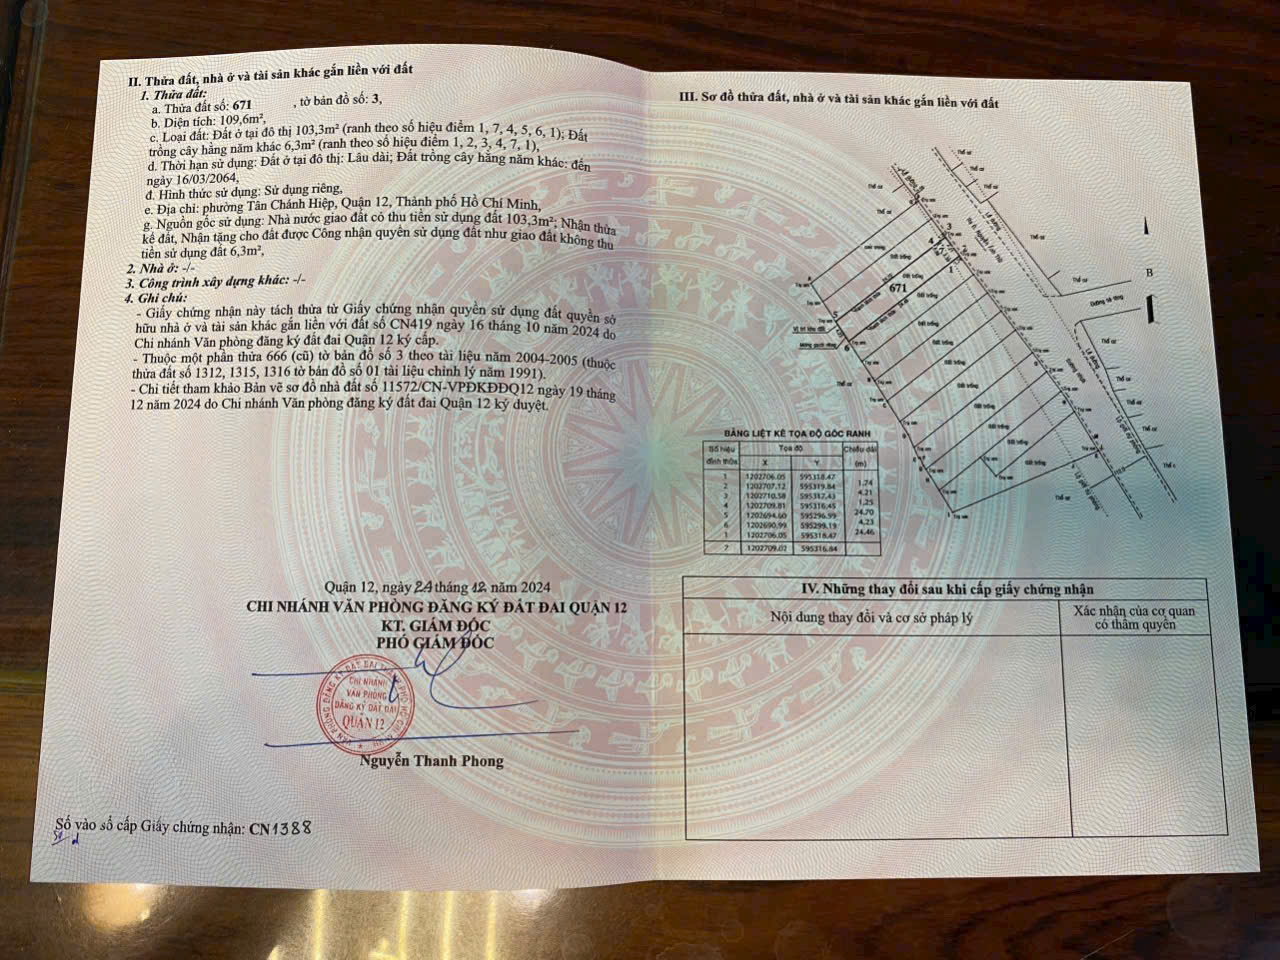 II. Thửa đất, nhà ở và tài sản khác gắn liền với đất
1. Thửa đất:
a. Thửa đất số: 671 , tờ bản đồ số: 3,
b. Diện tích: 109,6m²,
c. Loại đất: Đất ở tại đô thị 103,3m² (ranh theo số hiệu điểm 1, 7, 4, 5, 6, 1); Đất
trồng cây hằng năm khác 6,3m² (ranh theo số hiệu điểm 1, 2, 3, 4, 7, 1),
d. Thời hạn sử dụng: Đất ở tại đô thị: Lâu dài; Đất trồng cây hằng năm khác: đến
ngày 16/03/2064,
đ. Hình thức sử dụng: Sử dụng riêng,
e. Địa chỉ: phường Tân Chánh Hiệp, Quận 12, Thành phố Hồ Chí Minh,
g. Nguồn gốc sử dụng: Nhà nước giao đất có thu tiền sử dụng đất 103,3m²; Nhận thừa
kế đất, Nhận tặng cho đất được Công nhận quyền sử dụng đất như giao đất không thu
tiền sử dụng đất 6,3m²,
2. Nhà ở: -/-
3. Công trình xây dựng khác: -/-
4. Ghi chú:
- Giấy chứng nhận này tách thửa từ Giấy chứng nhận quyền sử dụng đất quyền sở
hữu nhà ở và tài sản khác gắn liền với đất số CN419 ngày 16 tháng 10 năm 2024 do
Chi nhánh Văn phòng đăng ký đất đai Quận 12 ký cấp.
- Thuộc một phần thửa 666 (cũ) tờ bản đồ số 3 theo tài liệu năm 2004-2005 (thuộc
thửa đất số 1312, 1315, 1316 tờ bản đồ số 01 tài liệu chỉnh lý năm 1991).
- Chi tiết tham khảo Bản vẽ sơ đồ nhà đất số 11572/CN-VPĐKĐĐQ12 ngày 19 tháng
12 năm 2024 do Chi nhánh Văn phòng đăng ký đất đai Quận 12 ký duyệt.
Quận 12, ngày 24 tháng 12 năm 2024
CHI NHÁNH VĂN PHÒNG ĐĂNG KÝ ĐẤT ĐAI QUẬN 12
KT. GIÁM ĐỐC
PHÓ GIÁM ĐỐC
CHI NHÁNH
VĂN PHÒNG
ĐĂNG KÝ ĐẤT ĐAI
QUẬN 12
Nguyễn Thanh Phong
Số vào sổ cấp Giấy chứng nhận: CN1388
III. Sơ đồ thửa đất, nhà ở và tài sản khác gắn liền với đất
671
B
BẢNG LIỆT KÊ TỌA ĐỘ GÓC RANH
Số hiệu đỉnh thửa Tọa độ Chiều dài
X Y (m)
1 1202706.05 595318.47
1.74
2 1202707.12 595319.84
4.21
3 1202710.58 595317.43
1.25
4 1202709.81 595316.45
24.70
5 1202694.60 595296.99
4.23
6 1202690.99 595299.19
24.46
1 1202706.05 595318.47
7 1202709.02 595316.84
IV. Những thay đổi sau khi cấp giấy chứng nhận
Nội dung thay đổi và cơ sở pháp lý
Xác nhận của cơ quan
có thẩm quyền